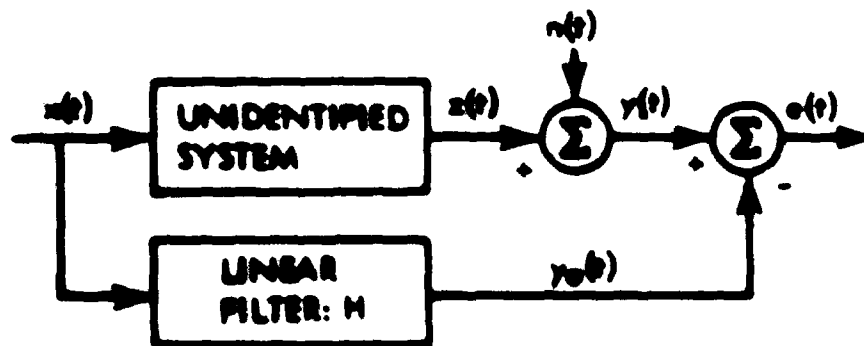 n(t)
x(t)
UNIDENTIFIED
SYSTEM
z(t)
+
Σ
y(t)
+
Σ
e(t)
-
LINEAR
FILTER: H